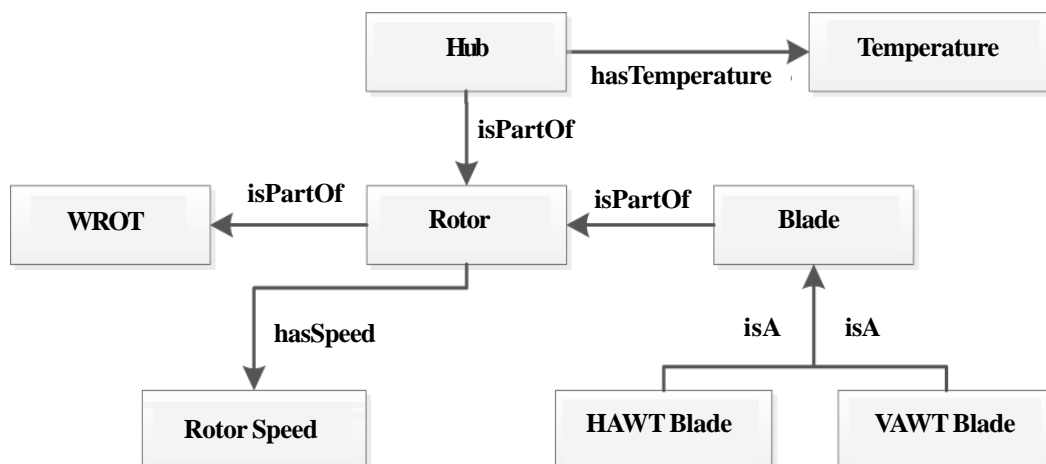 Hub
Temperature
hasTemperature
isPartOf
WROT
isPartOf
Rotor
isPartOf
Blade
hasSpeed
isA
isA
Rotor Speed
HAWT Blade
VAWT Blade